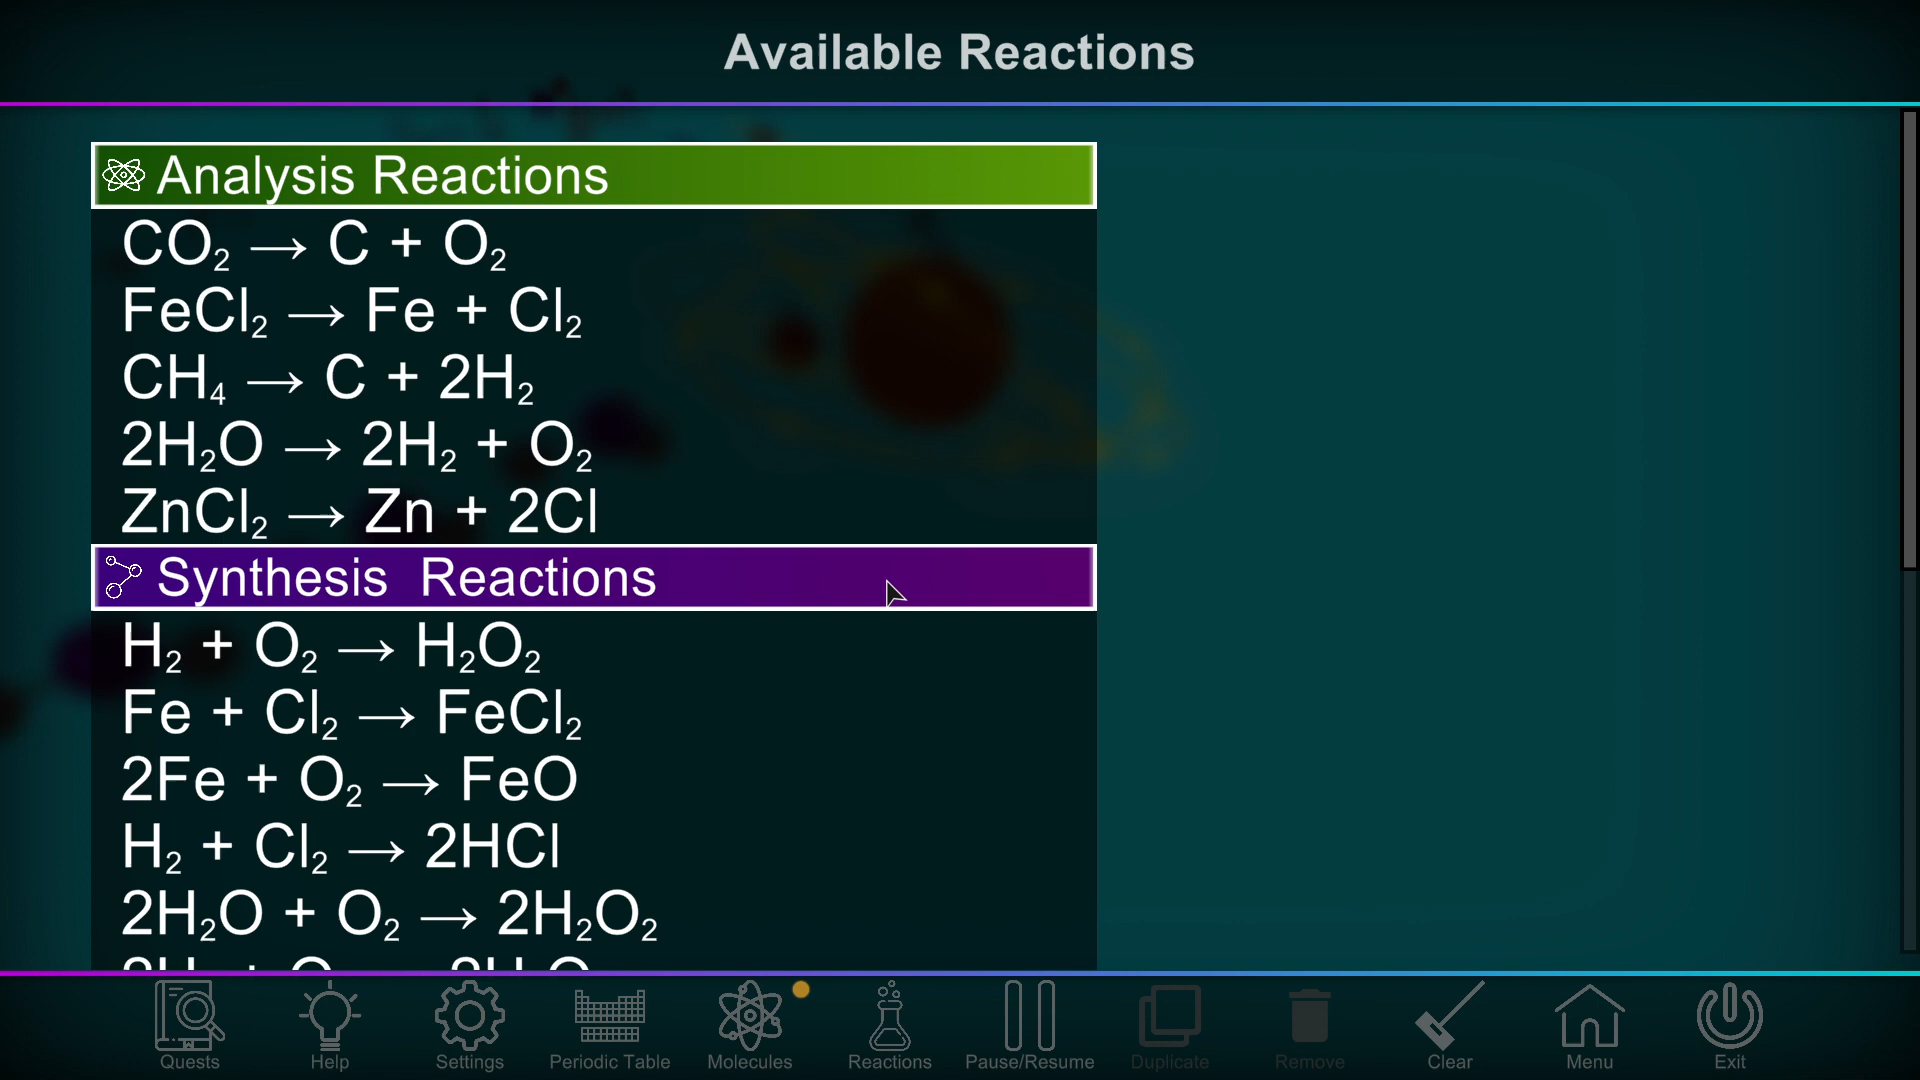 Available Reactions
Analysis Reactions
CO₂ → C + O₂
FeCl₂ → Fe + Cl₂
CH₄ → C + 2H₂
2H₂O → 2H₂ + O₂
ZnCl₂ → Zn + 2Cl
Synthesis Reactions
H₂ + O₂ → H₂O₂
Fe + Cl₂ → FeCl₂
2Fe + O₂ → FeO
H₂ + Cl₂ → 2HCl
2H₂O + O₂ → 2H₂O₂
Quests Help Settings Periodic Table Molecules Reactions Pause/Resume Duplicate Remove Clear Menu Exit